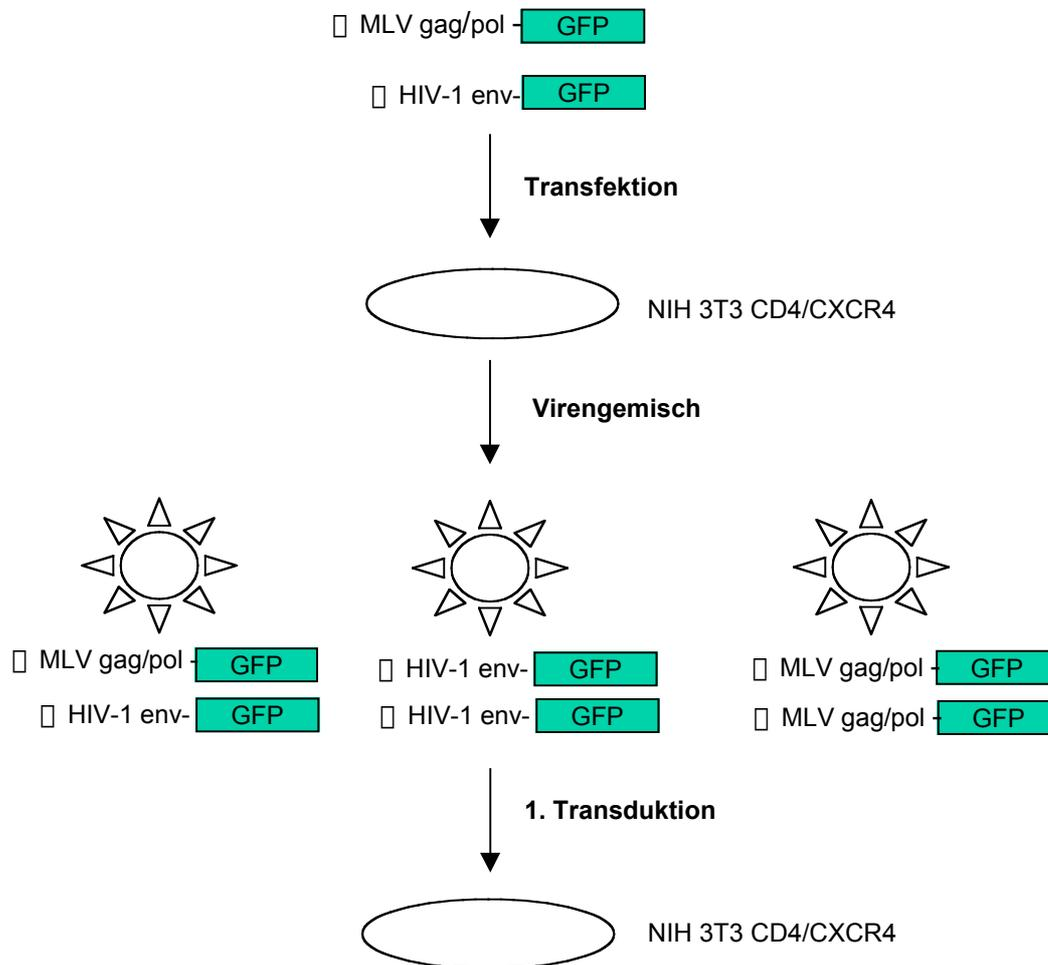 ▯ MLV gag/pol - GFP
▯ HIV-1 env- GFP
Transfektion
NIH 3T3 CD4/CXCR4
Virengemisch
▯ MLV gag/pol - GFP
▯ HIV-1 env- GFP
▯ HIV-1 env- GFP
▯ HIV-1 env- GFP
▯ MLV gag/pol - GFP
▯ MLV gag/pol - GFP
1. Transduktion
NIH 3T3 CD4/CXCR4